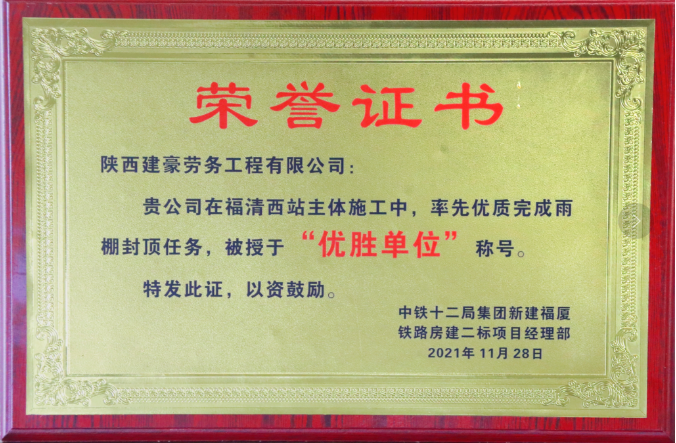 荣誉证书
陕西建豪劳务工程有限公司：
贵公司在福清西站主体施工中，率先优质完成雨
棚封顶任务，被授于“优胜单位”称号。
特发此证，以资鼓励。
中铁十二局集团新建福厦
铁路房建二标项目经理部
2021年11月28日